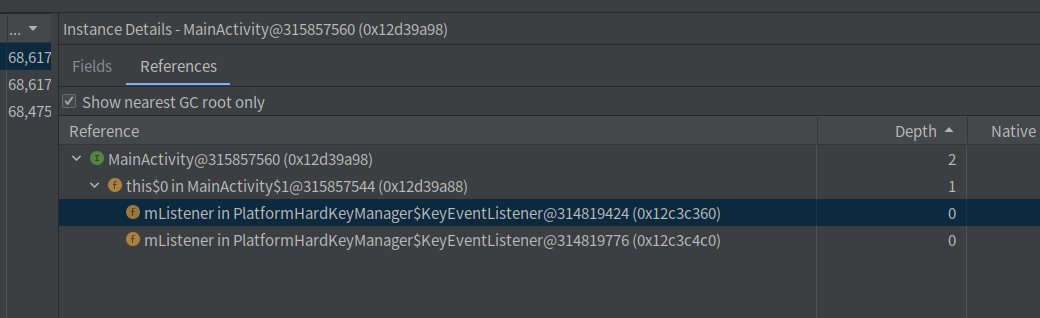 ... Instance Details - MainActivity@315857560 (0x12d39a98)
68,617 Fields References
68,617 Show nearest GC root only
68,475
Reference Depth Native
MainActivity@315857560 (0x12d39a98) 2
this$0 in MainActivity$1@315857544 (0x12d39a88) 1
mListener in PlatformHardKeyManager$KeyEventListener@314819424 (0x12c3c360) 0
mListener in PlatformHardKeyManager$KeyEventListener@314819776 (0x12c3c4c0) 0